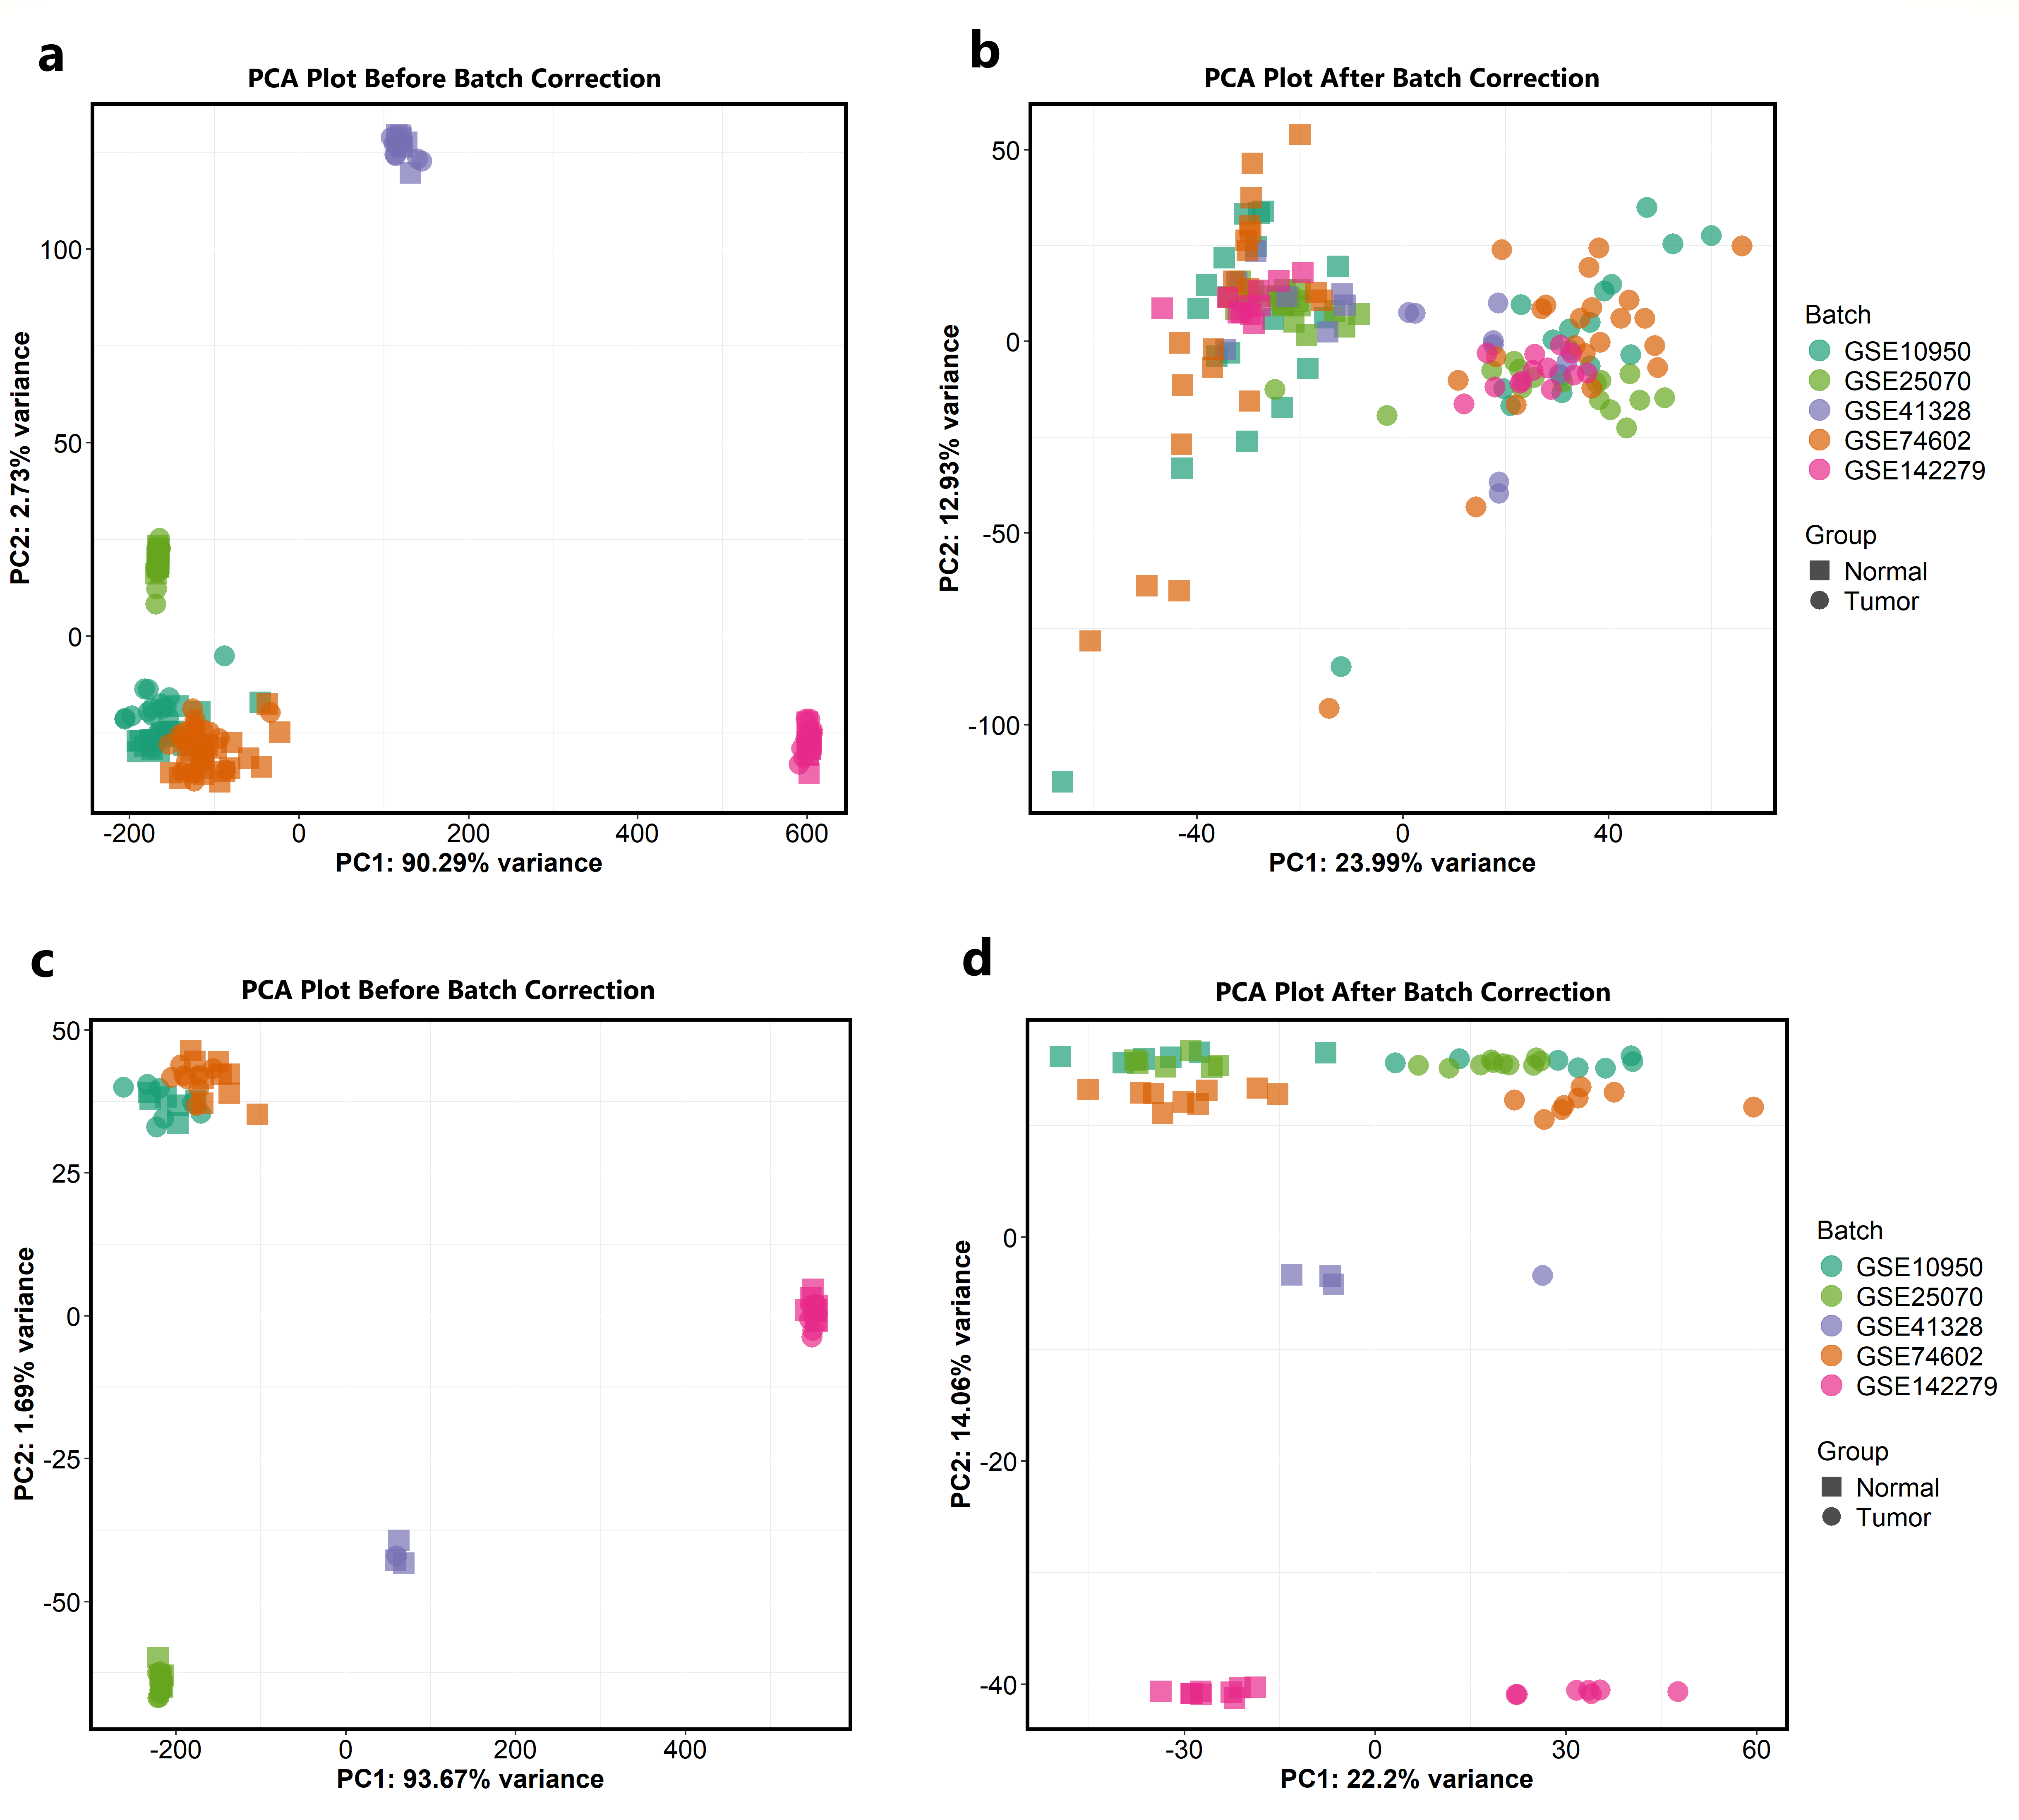 a
PCA Plot Before Batch Correction
PC2: 2.73% variance
100
50
0
-200
0
200
400
600
PC1: 90.29% variance
b
PCA Plot After Batch Correction
PC2: 12.93% variance
50
0
-50
-100
-40
0
40
PC1: 23.99% variance
Batch
GSE10950
GSE25070
GSE41328
GSE74602
GSE142279
Group
Normal
Tumor
c
PCA Plot Before Batch Correction
PC2: 1.69% variance
50
25
0
-25
-50
-200
0
200
400
PC1: 93.67% variance
d
PCA Plot After Batch Correction
PC2: 14.06% variance
0
-20
-40
-30
0
30
60
PC1: 22.2% variance
Batch
GSE10950
GSE25070
GSE41328
GSE74602
GSE142279
Group
Normal
Tumor